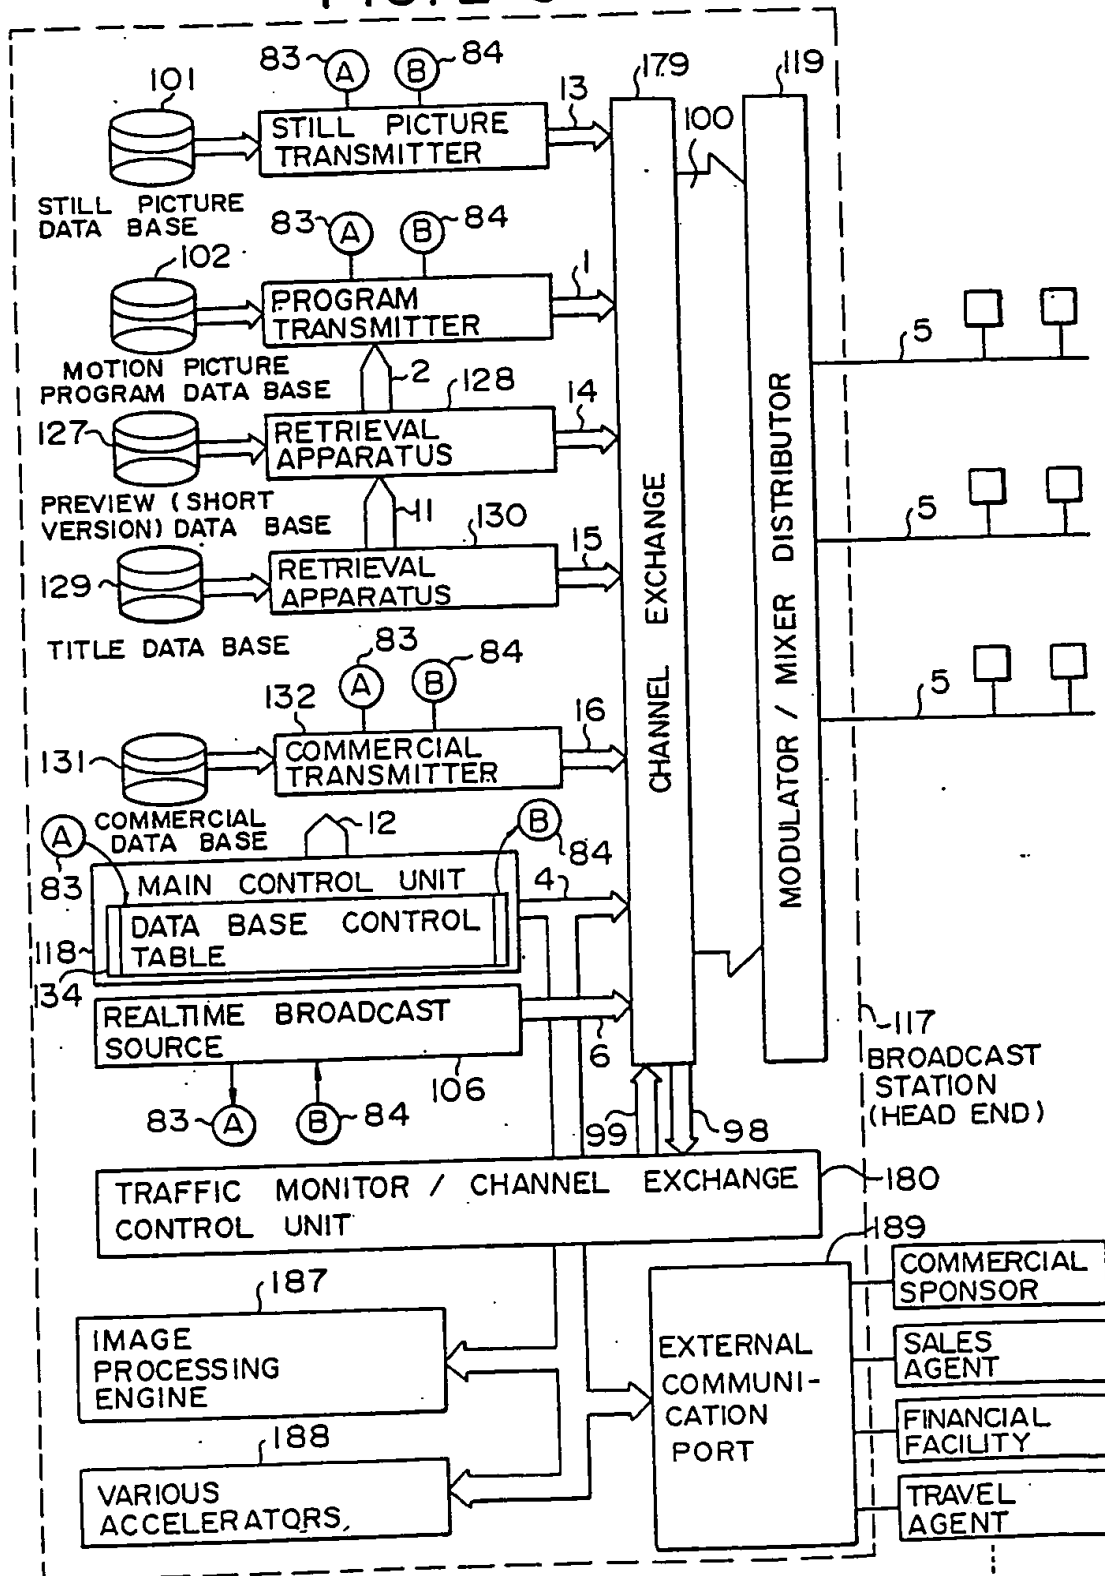 83 A B 84
101
13
179
119
100
STILL PICTURE
TRANSMITTER
STILL PICTURE
DATA BASE
83 A B 84
102
1
PROGRAM
TRANSMITTER
5
MOTION PICTURE
PROGRAM DATA BASE
2
128
127
RETRIEVAL
APPARATUS
14
PREVIEW (SHORT
VERSION) DATA BASE
11
130
129
RETRIEVAL
APPARATUS
15
5
TITLE DATA BASE
CHANNEL EXCHANGE
MODULATOR / MIXER DISTRIBUTOR
83 A B 84
132
16
131
COMMERCIAL
TRANSMITTER
5
COMMERCIAL
DATA BASE
12
A
83
B
84
MAIN CONTROL UNIT
4
DATA BASE CONTROL
TABLE
118
134
REALTIME BROADCAST
SOURCE
6
106
83 A B 84
99
98
117
BROADCAST
STATION
(HEAD END)
TRAFFIC MONITOR / CHANNEL EXCHANGE
CONTROL UNIT
180
189
187
IMAGE
PROCESSING
ENGINE
188
VARIOUS
ACCELERATORS
EXTERNAL
COMMUNI-
CATION
PORT
COMMERCIAL
SPONSOR
SALES
AGENT
FINANCIAL
FACILITY
TRAVEL
AGENT